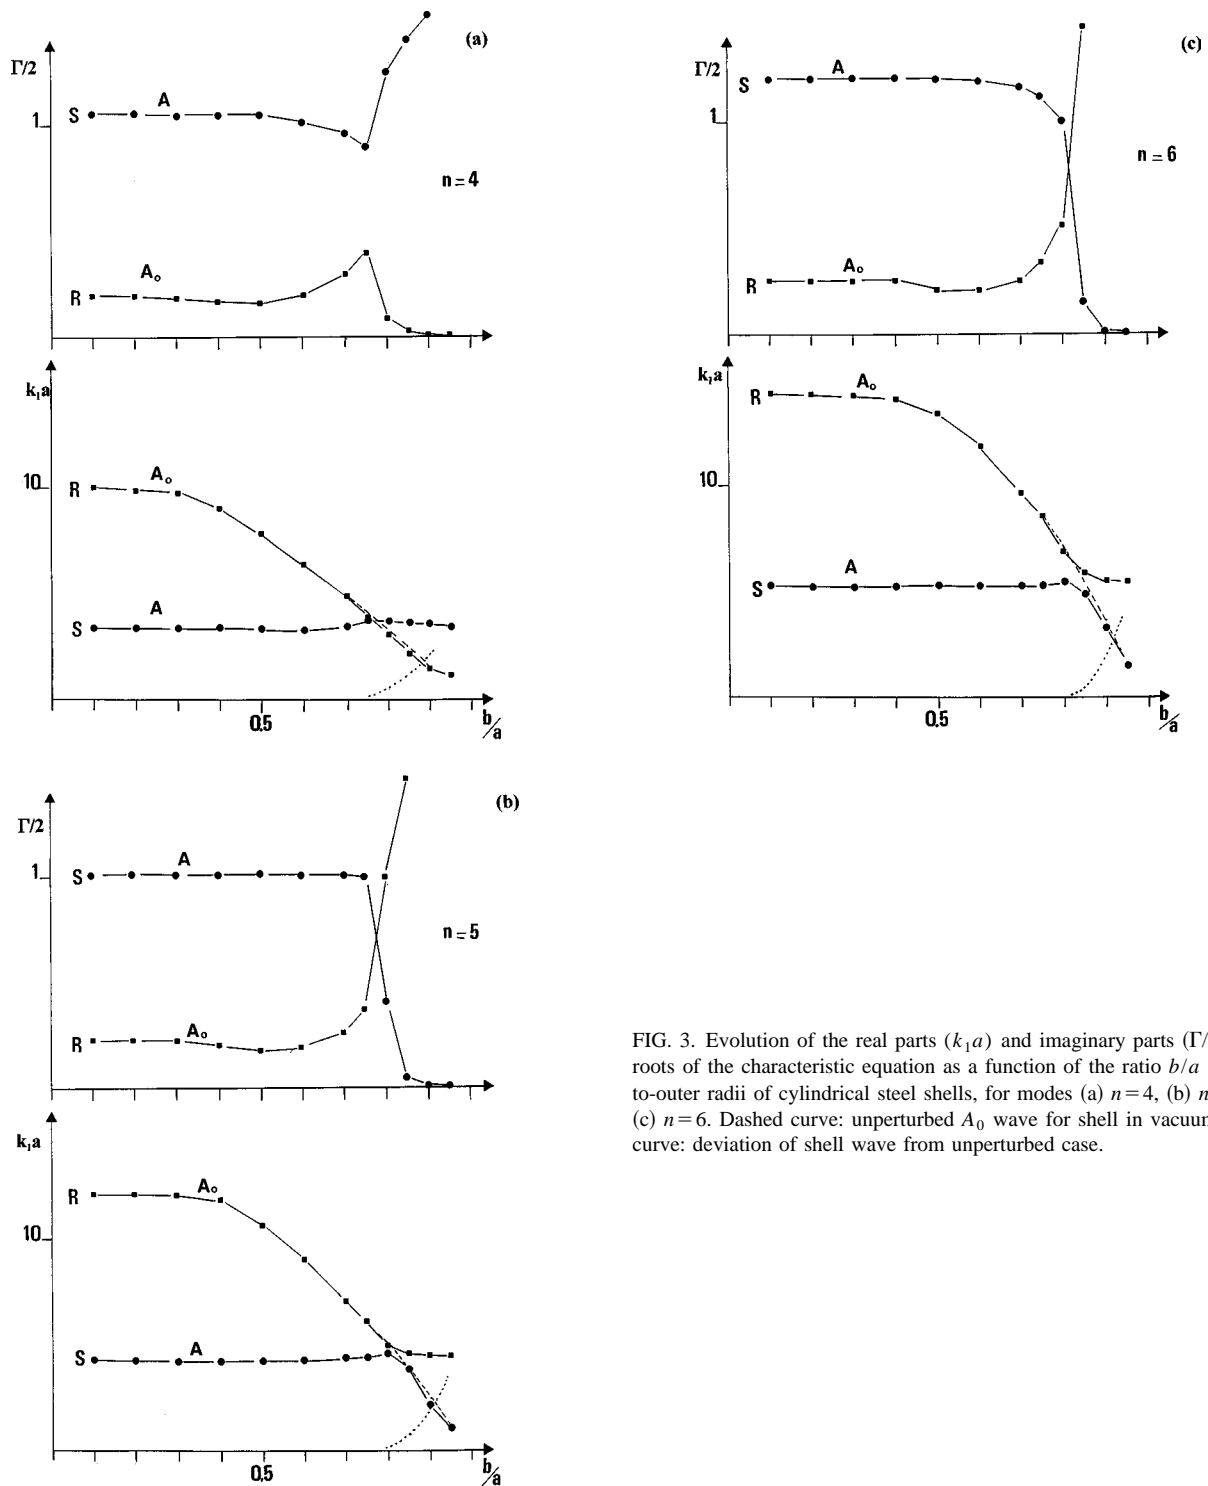 (a)
Γ/2
S
A
1
n = 4
A₀
R
k₁a
A₀
10
R
A
S
0.5
b/a
(b)
Γ/2
A
1
S
n = 5
A₀
R
k₁a
A₀
R
10
A
S
0.5
b/a
(c)
Γ/2
A
S
1
n = 6
A₀
R
k₁a
A₀
R
10
A
S
0.5
b/a
FIG. 3. Evolution of the real parts (k₁a) and imaginary parts (Γ/
roots of the characteristic equation as a function of the ratio b/a
to-outer radii of cylindrical steel shells, for modes (a) n=4, (b) n
(c) n=6. Dashed curve: unperturbed A₀ wave for shell in vacuum
curve: deviation of shell wave from unperturbed case.